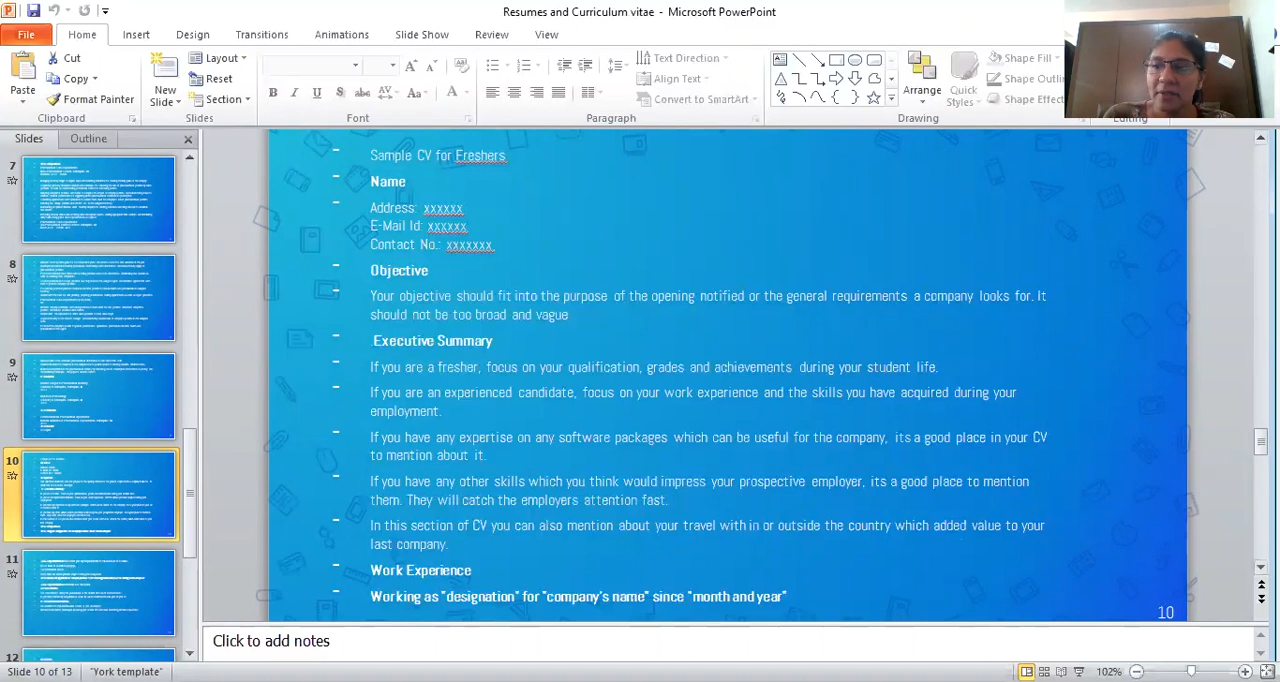 Resumes and Curriculum vitae - Microsoft PowerPoint
File Home Insert Design Transitions Animations Slide Show Review View
Cut
Copy
Format Painter
Paste
Clipboard
New Slide
Layout
Reset
Section
Slides
B I U S abc AV Aa A
Font
Text Direction
Align Text
Convert to SmartArt
Paragraph
Arrange
Quick Styles
Shape Fill
Shape Outli
Shape Effect
Drawing
Editing
Slides Outline
7
8
9
10
11
12
Sample CV for Freshers
Name
Address: xxxxxx
E-Mail Id: xxxxxx
Contact No.: xxxxxxx
Objective
Your objective should fit into the purpose of the opening notified or the general requirements a company looks for. It
should not be too broad and vague
Executive Summary
If you are a fresher, focus on your qualification, grades and achievements during your student life.
If you are an experienced candidate, focus on your work experience and the skills you have acquired during your
employment.
If you have any expertise on any software packages which can be useful for the company, its a good place in your CV
to mention about it.
If you have any other skills which you think would impress your prospective employer, its a good place to mention
them. They will catch the employers attention fast.
In this section of CV you can also mention about your travel with in or outside the country which added value to your
last company.
Work Experience
Working as "designation" for "company's name" since "month and year"
10
Click to add notes
Slide 10 of 13 "York template" 102%